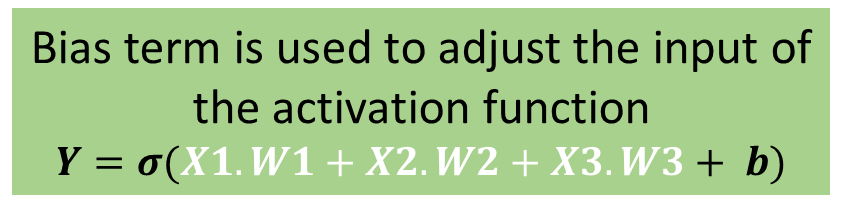 Bias term is used to adjust the input of
the activation function
Y = σ(X1.W1 + X2.W2 + X3.W3 + b)